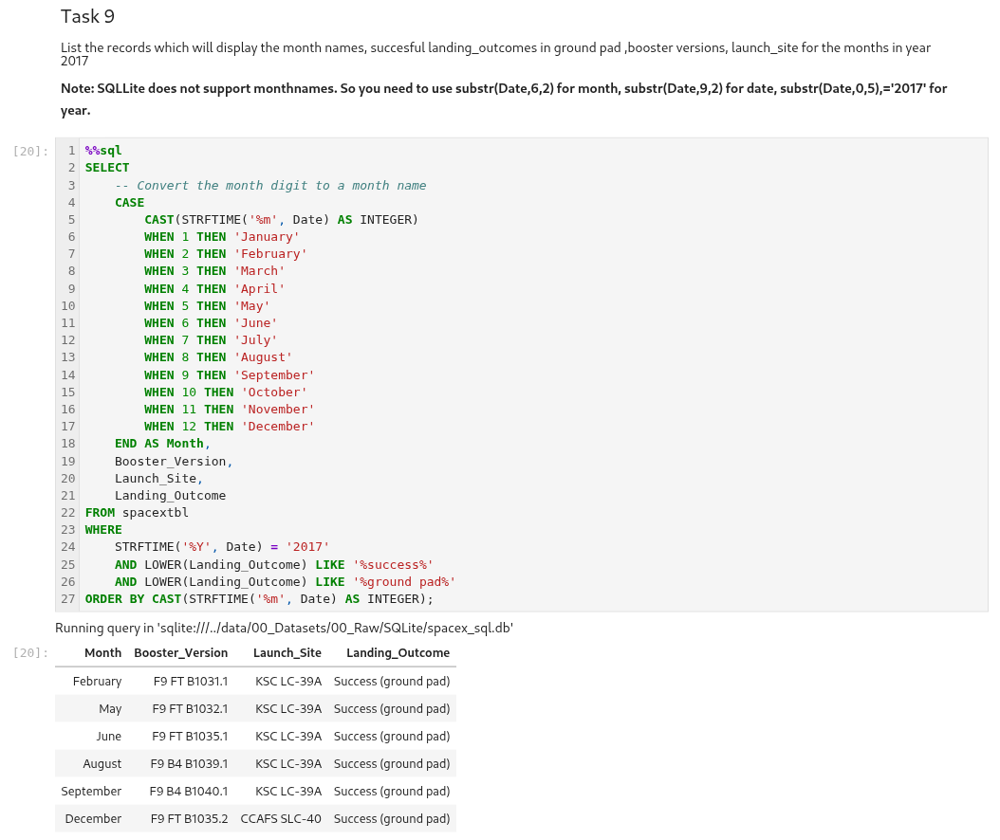 Task 9
List the records which will display the month names, succesful landing_outcomes in ground pad ,booster versions, launch_site for the months in year
2017
Note: SQLLite does not support monthnames. So you need to use substr(Date,6,2) for month, substr(Date,9,2) for date, substr(Date,0,5),='2017' for
year.
[20]:
1 %%sql
2 SELECT
3     -- Convert the month digit to a month name
4     CASE
5         CAST(STRFTIME('%m', Date) AS INTEGER)
6         WHEN 1 THEN 'January'
7         WHEN 2 THEN 'February'
8         WHEN 3 THEN 'March'
9         WHEN 4 THEN 'April'
10         WHEN 5 THEN 'May'
11         WHEN 6 THEN 'June'
12         WHEN 7 THEN 'July'
13         WHEN 8 THEN 'August'
14         WHEN 9 THEN 'September'
15         WHEN 10 THEN 'October'
16         WHEN 11 THEN 'November'
17         WHEN 12 THEN 'December'
18     END AS Month,
19     Booster_Version,
20     Launch_Site,
21     Landing_Outcome
22 FROM spacextbl
23 WHERE
24     STRFTIME('%Y', Date) = '2017'
25     AND LOWER(Landing_Outcome) LIKE '%success%'
26     AND LOWER(Landing_Outcome) LIKE '%ground pad%'
27 ORDER BY CAST(STRFTIME('%m', Date) AS INTEGER);
Running query in 'sqlite:///../data/00_Datasets/00_Raw/SQLite/spacex_sql.db'
[20]:
Month Booster_Version Launch_Site Landing_Outcome
February F9 FT B1031.1 KSC LC-39A Success (ground pad)
May F9 FT B1032.1 KSC LC-39A Success (ground pad)
June F9 FT B1035.1 KSC LC-39A Success (ground pad)
August F9 B4 B1039.1 KSC LC-39A Success (ground pad)
September F9 B4 B1040.1 KSC LC-39A Success (ground pad)
December F9 FT B1035.2 CCAFS SLC-40 Success (ground pad)